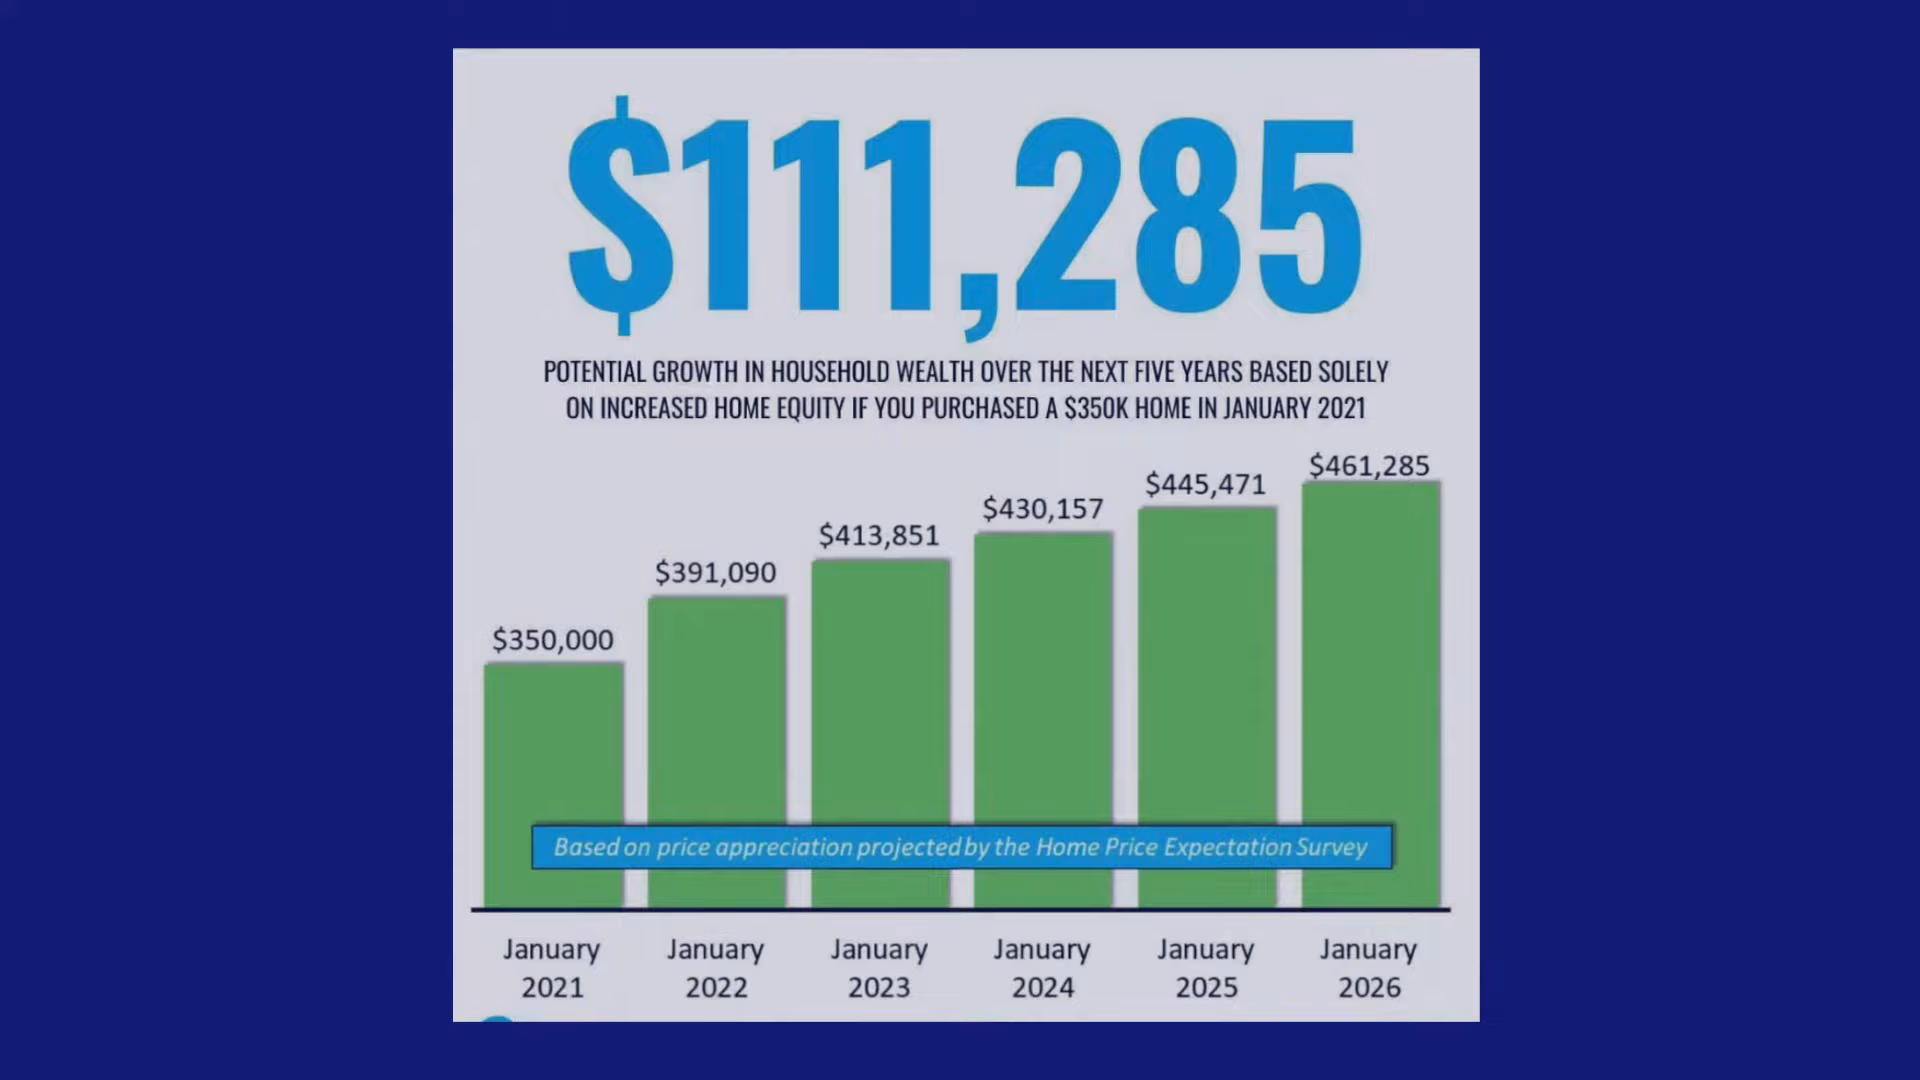 $111,285
POTENTIAL GROWTH IN HOUSEHOLD WEALTH OVER THE NEXT FIVE YEARS BASED SOLELY
ON INCREASED HOME EQUITY IF YOU PURCHASED A $350K HOME IN JANUARY 2021
$350,000
$391,090
$413,851
$430,157
$445,471
$461,285
Based on price appreciation projected by the Home Price Expectation Survey
January
2021
January
2022
January
2023
January
2024
January
2025
January
2026